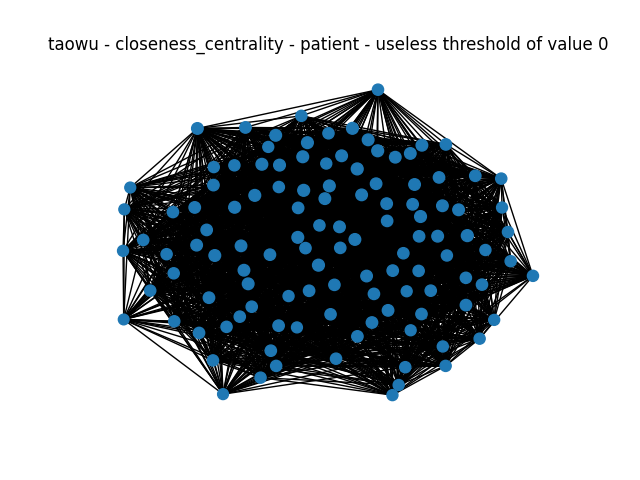 taowu - closeness_centrality - patient - useless threshold of value 0